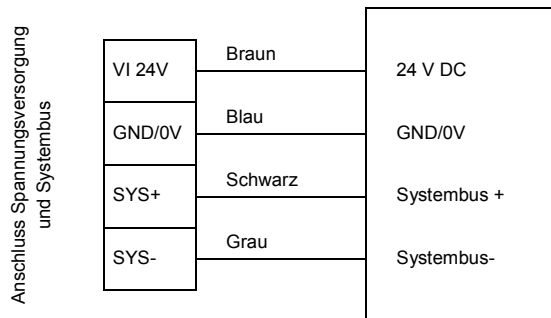 Anschluss Spannungsversorgung
und Systembus
VI 24V
Braun
24 V DC
GND/0V
Blau
GND/0V
SYS+
Schwarz
Systembus +
SYS-
Grau
Systembus-